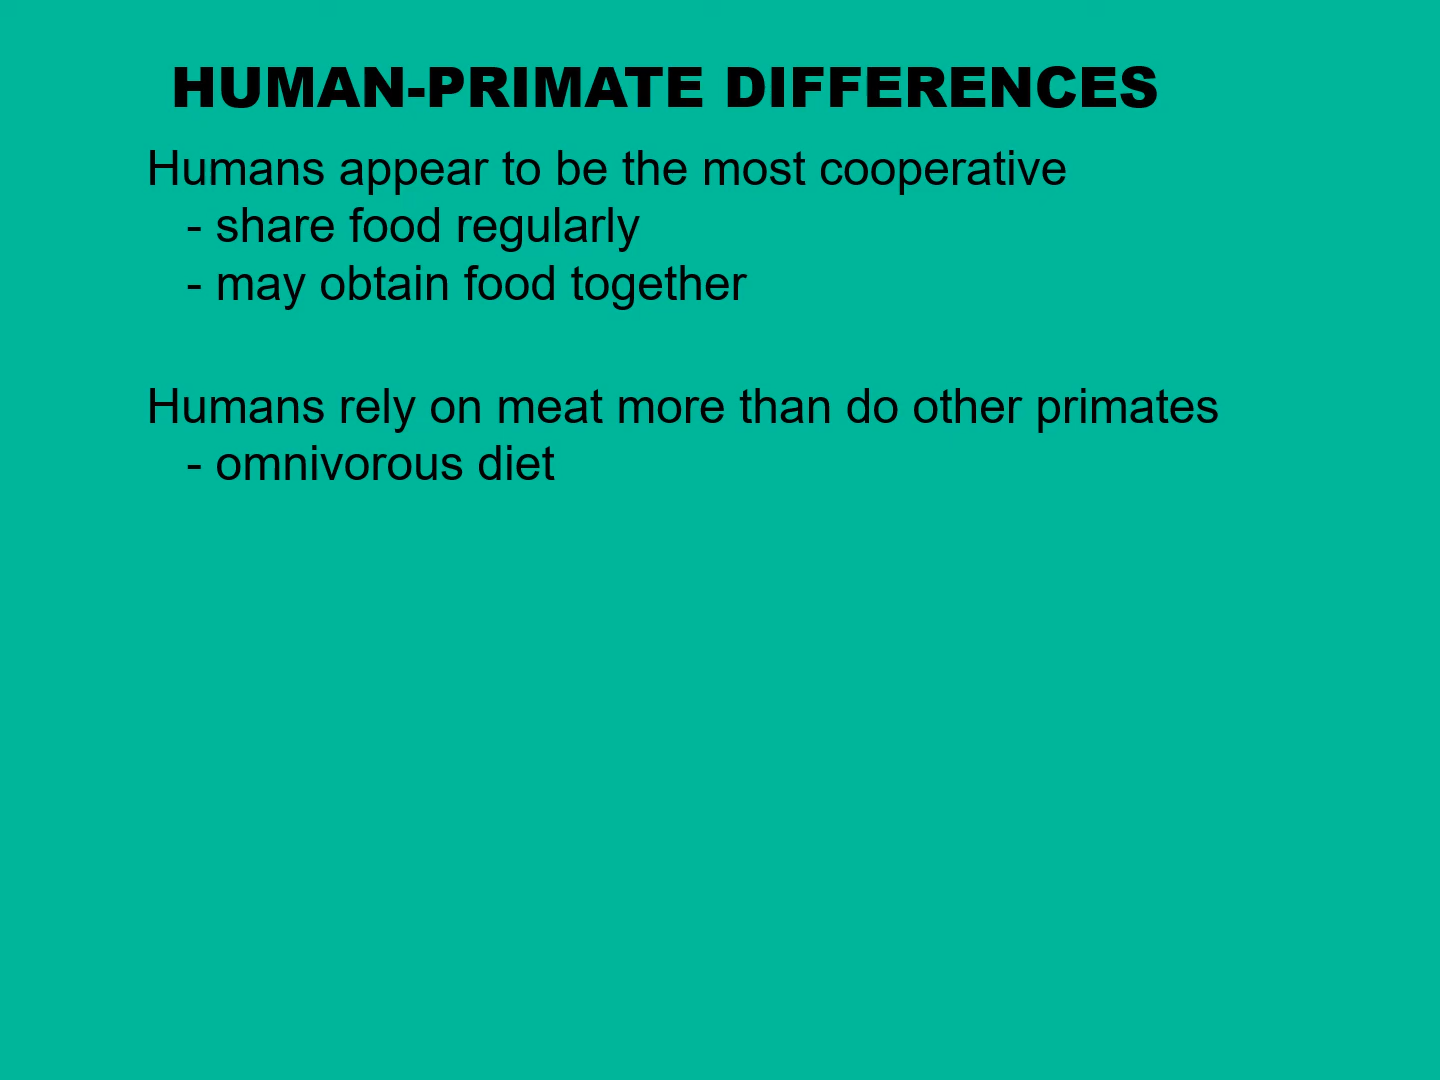 HUMAN-PRIMATE DIFFERENCES
Humans appear to be the most cooperative
- share food regularly
- may obtain food together
Humans rely on meat more than do other primates
- omnivorous diet